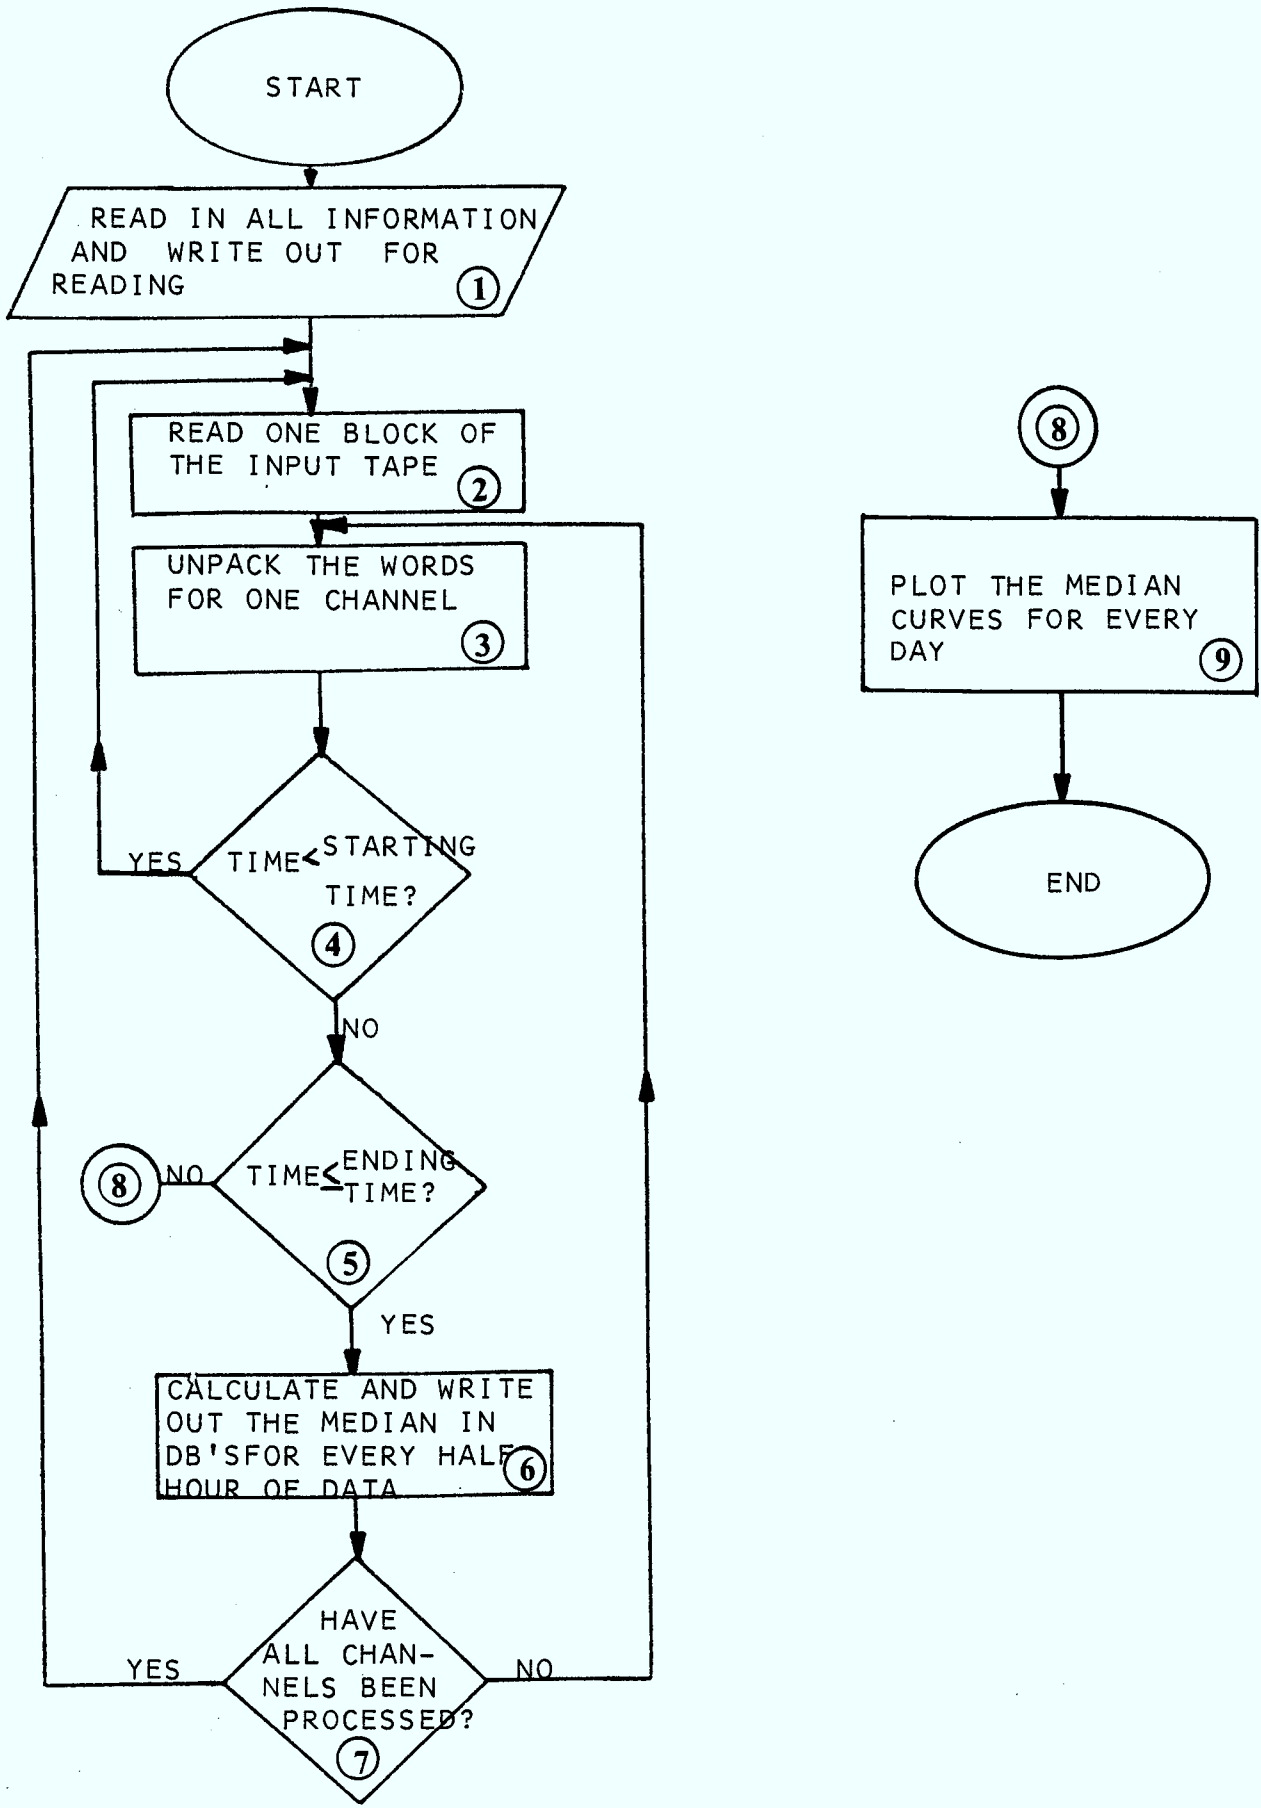 START
READ IN ALL INFORMATION
AND WRITE OUT FOR
READING
1
READ ONE BLOCK OF
THE INPUT TAPE
2
UNPACK THE WORDS
FOR ONE CHANNEL
3
YES
TIME< STARTING
TIME?
4
NO
8
NO
TIME≤ ENDING
TIME?
5
YES
CALCULATE AND WRITE
OUT THE MEDIAN IN
DB'SFOR EVERY HALF
HOUR OF DATA
6
YES
HAVE
ALL CHAN-
NELS BEEN
PROCESSED?
7
NO
8
PLOT THE MEDIAN
CURVES FOR EVERY
DAY
9
END